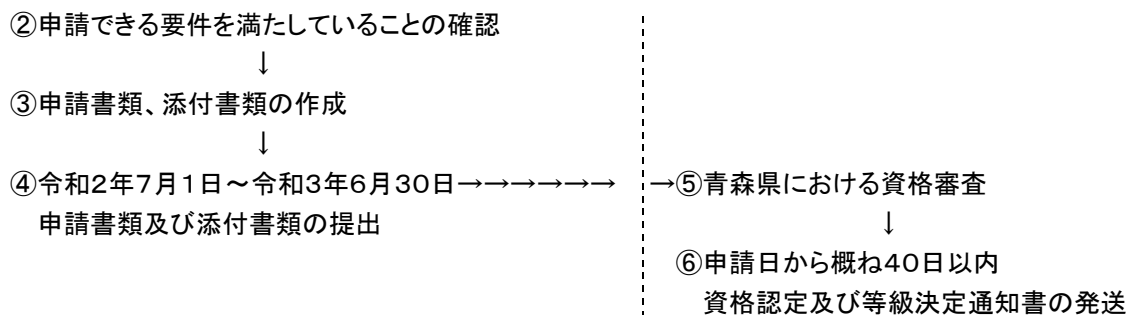 ②申請できる要件を満たしていることの確認
↓
③申請書類、添付書類の作成
↓
④令和2年7月1日～令和3年6月30日→→→→→→ →⑤青森県における資格審査
申請書類及び添付書類の提出
↓
⑥申請日から概ね40日以内
資格認定及び等級決定通知書の発送